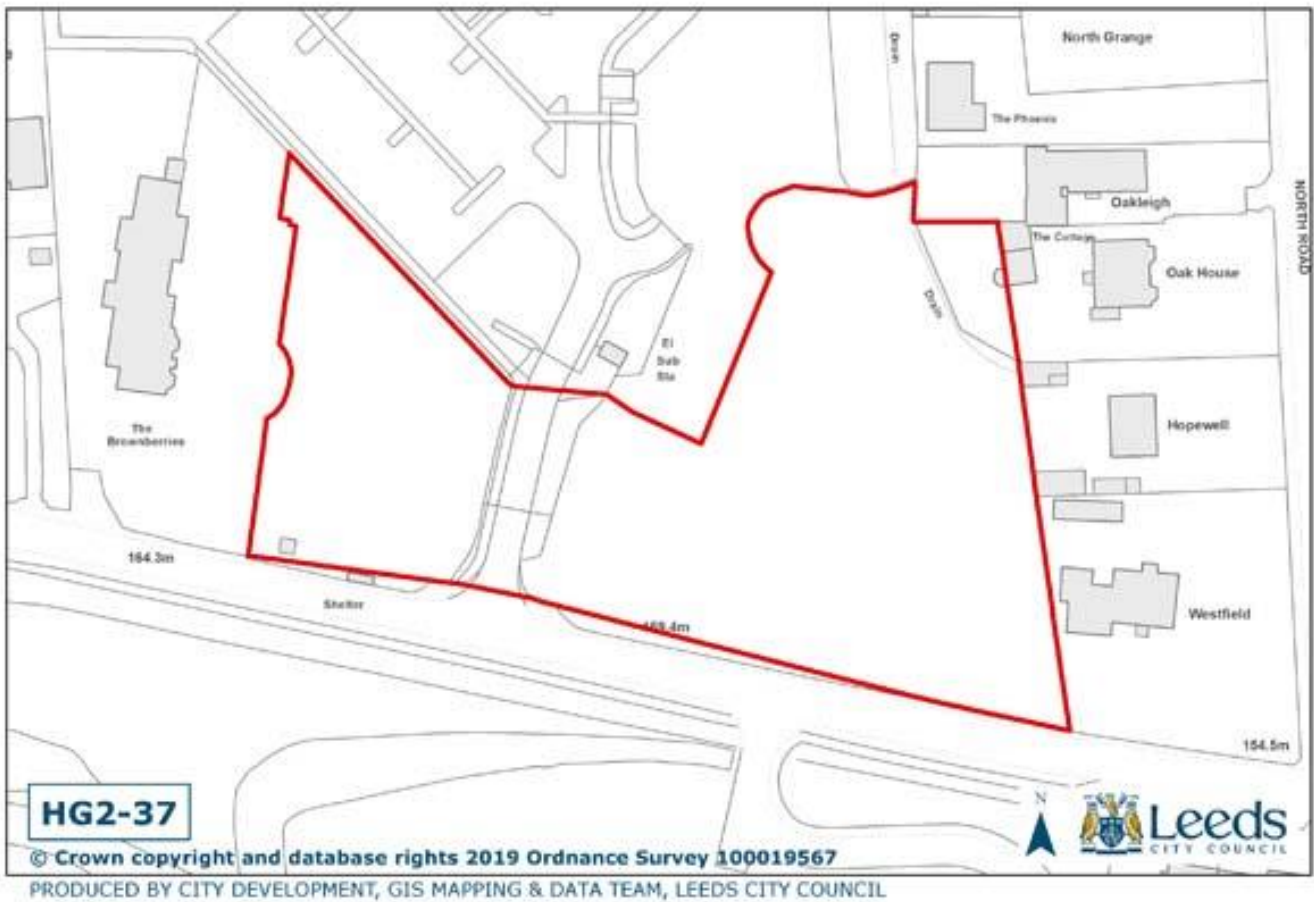 North Grange
Drain
The Phoenix
Oakleigh
NORTH ROAD
The Cottage
Oak House
Drain
El
Sub
Sta
Hopewell
The
Brownberries
164.3m
Shelter
Westfield
154.5m
HG2-37
N
Leeds
CITY COUNCIL
© Crown copyright and database rights 2019 Ordnance Survey 100019567
PRODUCED BY CITY DEVELOPMENT, GIS MAPPING & DATA TEAM, LEEDS CITY COUNCIL